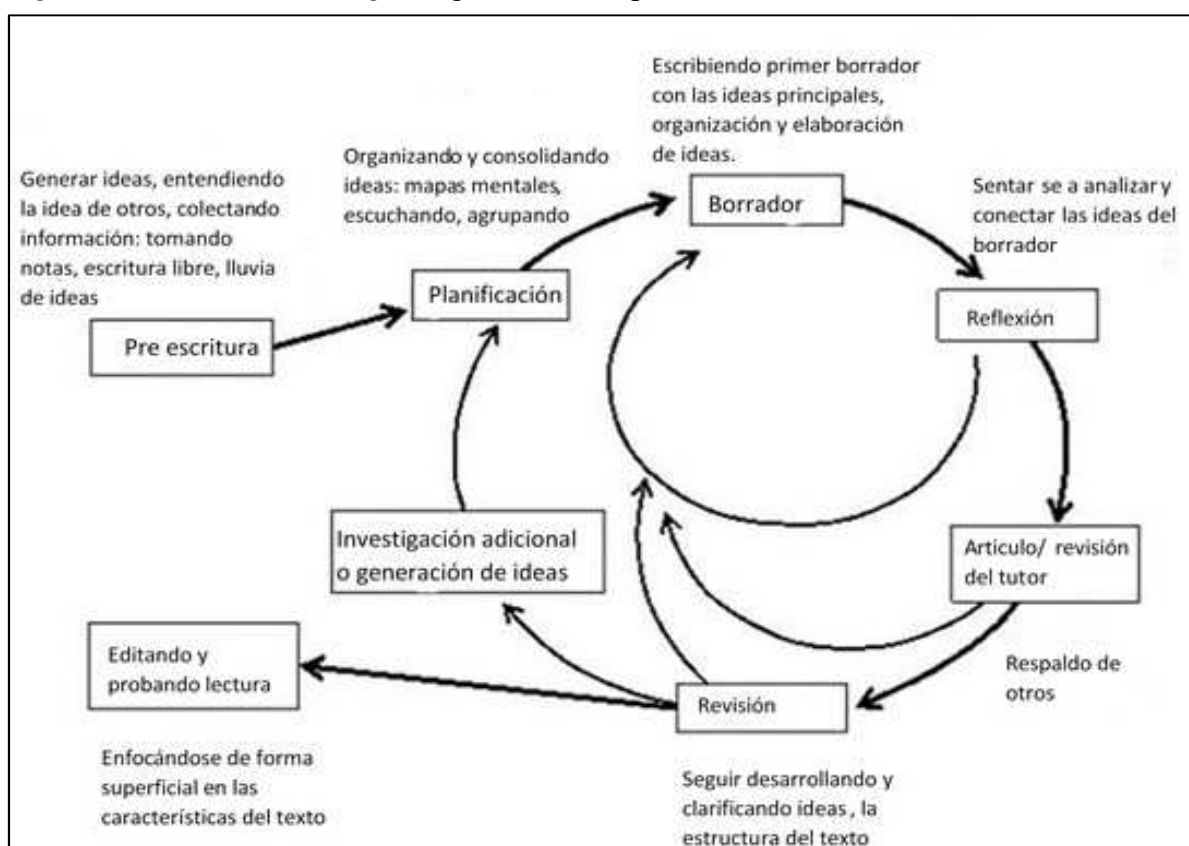 Escribiendo primer borrador
con las ideas principales,
organización y elaboración
de ideas.
Organizando y consolidando
ideas: mapas mentales,
escuchando, agrupando
Generar ideas, entendiendo
la idea de otros, colectando
información: tomando
notas, escritura libre, lluvia
de ideas
Sentar se a analizar y
conectar las ideas del
borrador
Borrador
Planificación
Reflexión
Pre escritura
Investigación adicional
o generación de ideas
Articulo/ revisión
del tutor
Editando y
probando lectura
Respaldo de
otros
Revisión
Enfocándose de forma
superficial en las
características del texto
Seguir desarrollando y
clarificando ideas , la
estructura del texto